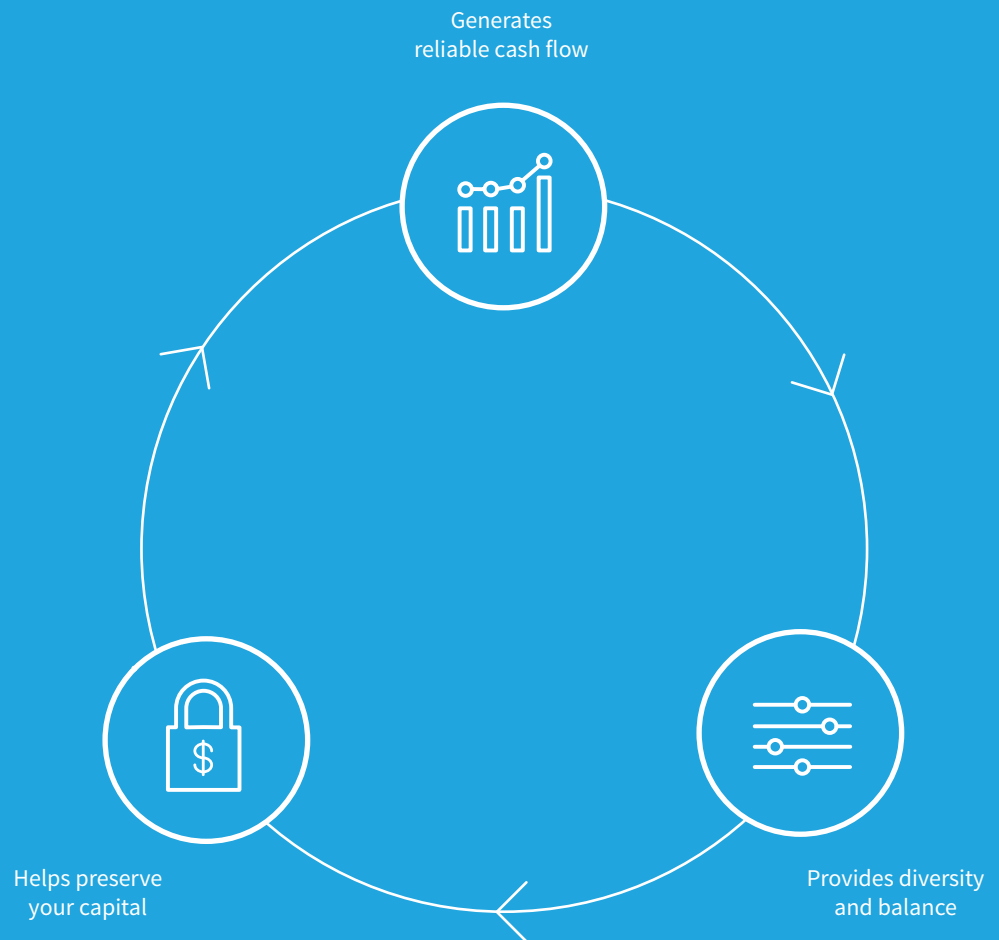 Generates
reliable cash flow
$
Helps preserve
your capital
Provides diversity
and balance